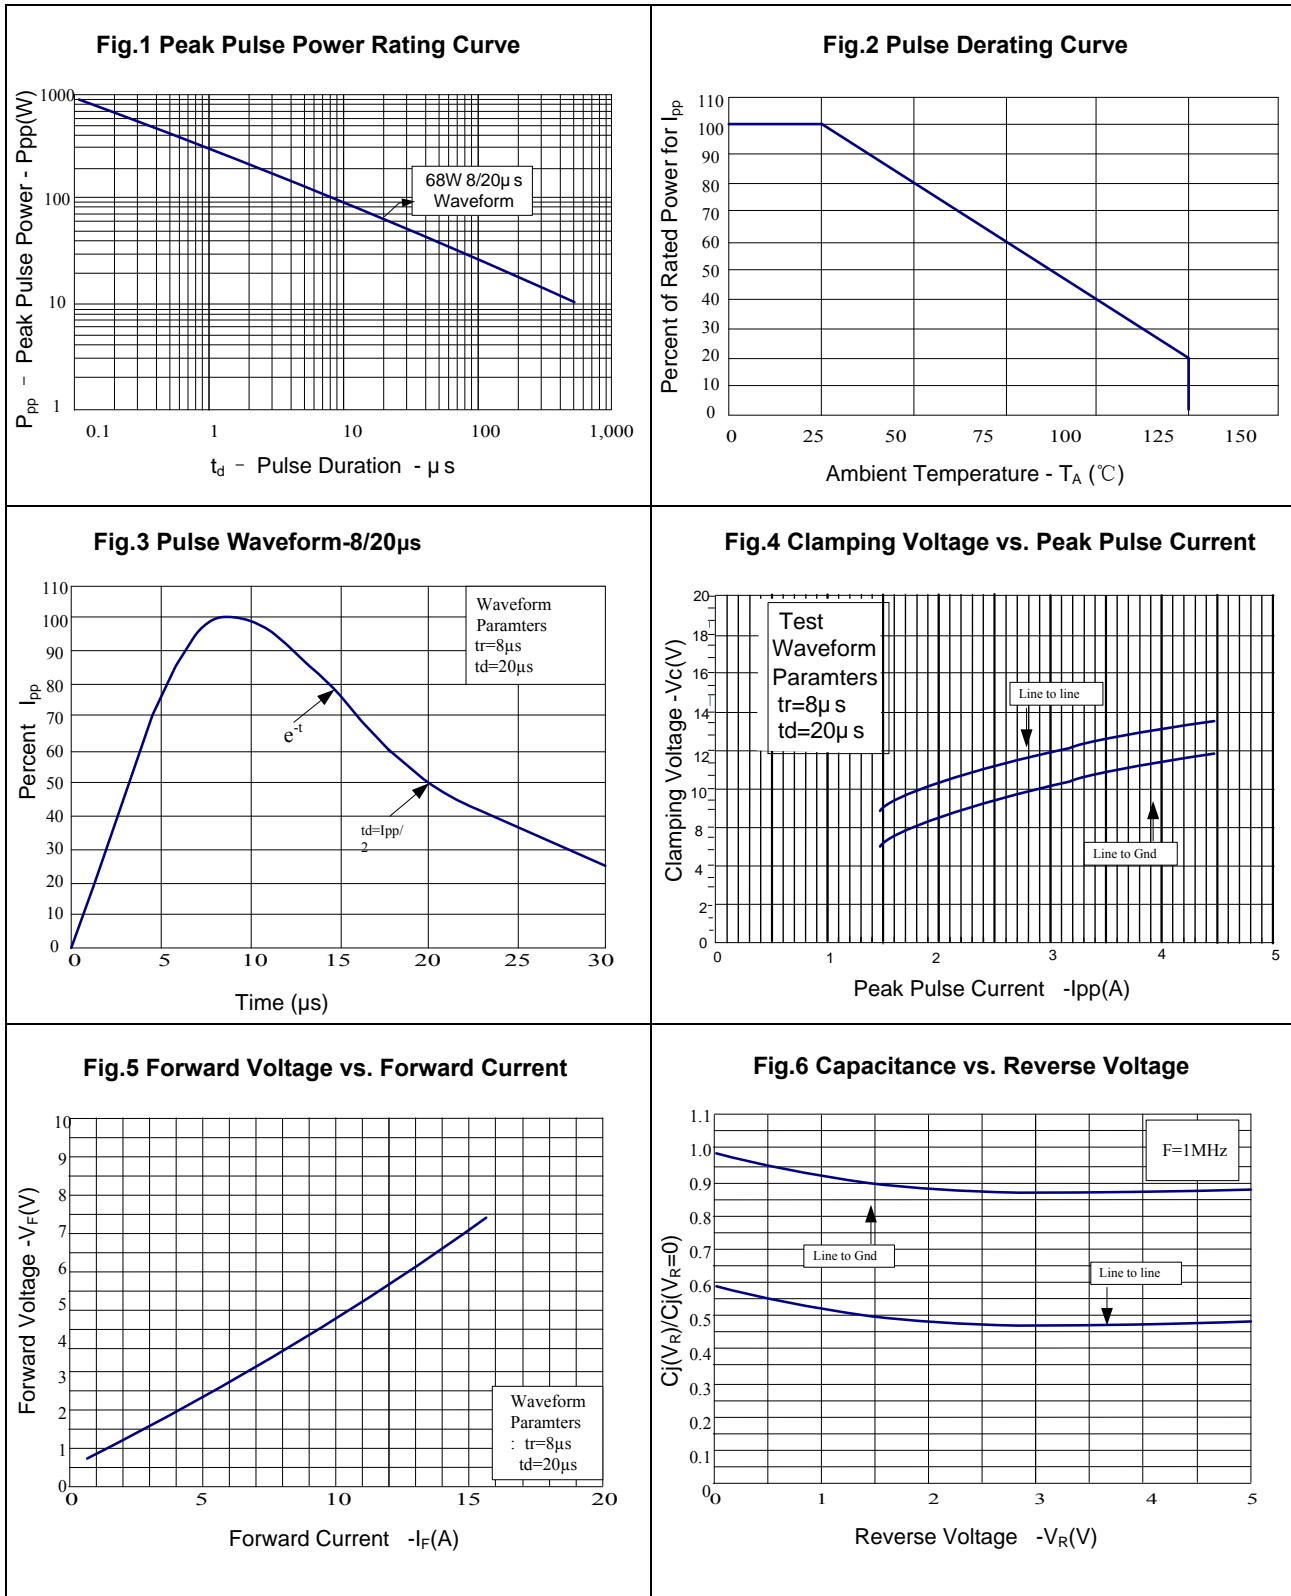 Fig.1 Peak Pulse Power Rating Curve
Ppp – Peak Pulse Power - Ppp(W)
1000
100
10
1
68W 8/20μs
Waveform
0.1 1 10 100 1,000
td – Pulse Duration - μs
Fig.2 Pulse Derating Curve
Percent of Rated Power for Ipp
110
100
90
80
70
60
50
40
30
20
10
0
0 25 50 75 100 125 150
Ambient Temperature - TA (℃)
Fig.3 Pulse Waveform-8/20μs
Percent Ipp
110
100
90
80
70
60
50
40
30
20
10
0
Waveform
Paramters
tr=8μs
td=20μs
e-t
td=Ipp/
2
0 5 10 15 20 25 30
Time (μs)
Fig.4 Clamping Voltage vs. Peak Pulse Current
Clamping Voltage -Vc(V)
20
18
16
14
12
10
8
4
2
0
Test
Waveform
Paramters
tr=8μs
td=20μs
Line to line
Line to Gnd
0 1 2 3 4 5
Peak Pulse Current -Ipp(A)
Fig.5 Forward Voltage vs. Forward Current
Forward Voltage -VF(V)
10
9
8
7
6
5
4
3
2
1
0
Waveform
Paramters
: tr=8μs
td=20μs
0 5 10 15 20
Forward Current -IF(A)
Fig.6 Capacitance vs. Reverse Voltage
Cj(VR)/Cj(VR=0)
1.1
1.0
0.9
0.8
0.7
0.6
0.5
0.4
0.3
0.2
0.1
0
F=1MHz
Line to Gnd
Line to line
0 1 2 3 4 5
Reverse Voltage -VR(V)